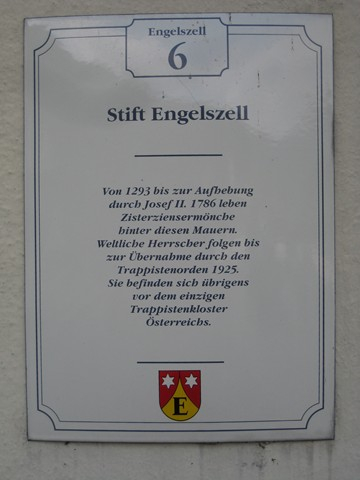 Engelszell
6
Stift Engelszell
Von 1293 bis zur Aufhebung
durch Josef II. 1786 leben
Zisterziensermönche
hinter diesen Mauern.
Weltliche Herrscher folgen bis
zur Übernahme durch den
Trappistenorden 1925.
Sie befinden sich übrigens
vor dem einzigen
Trappistenkloster
Österreichs.
E